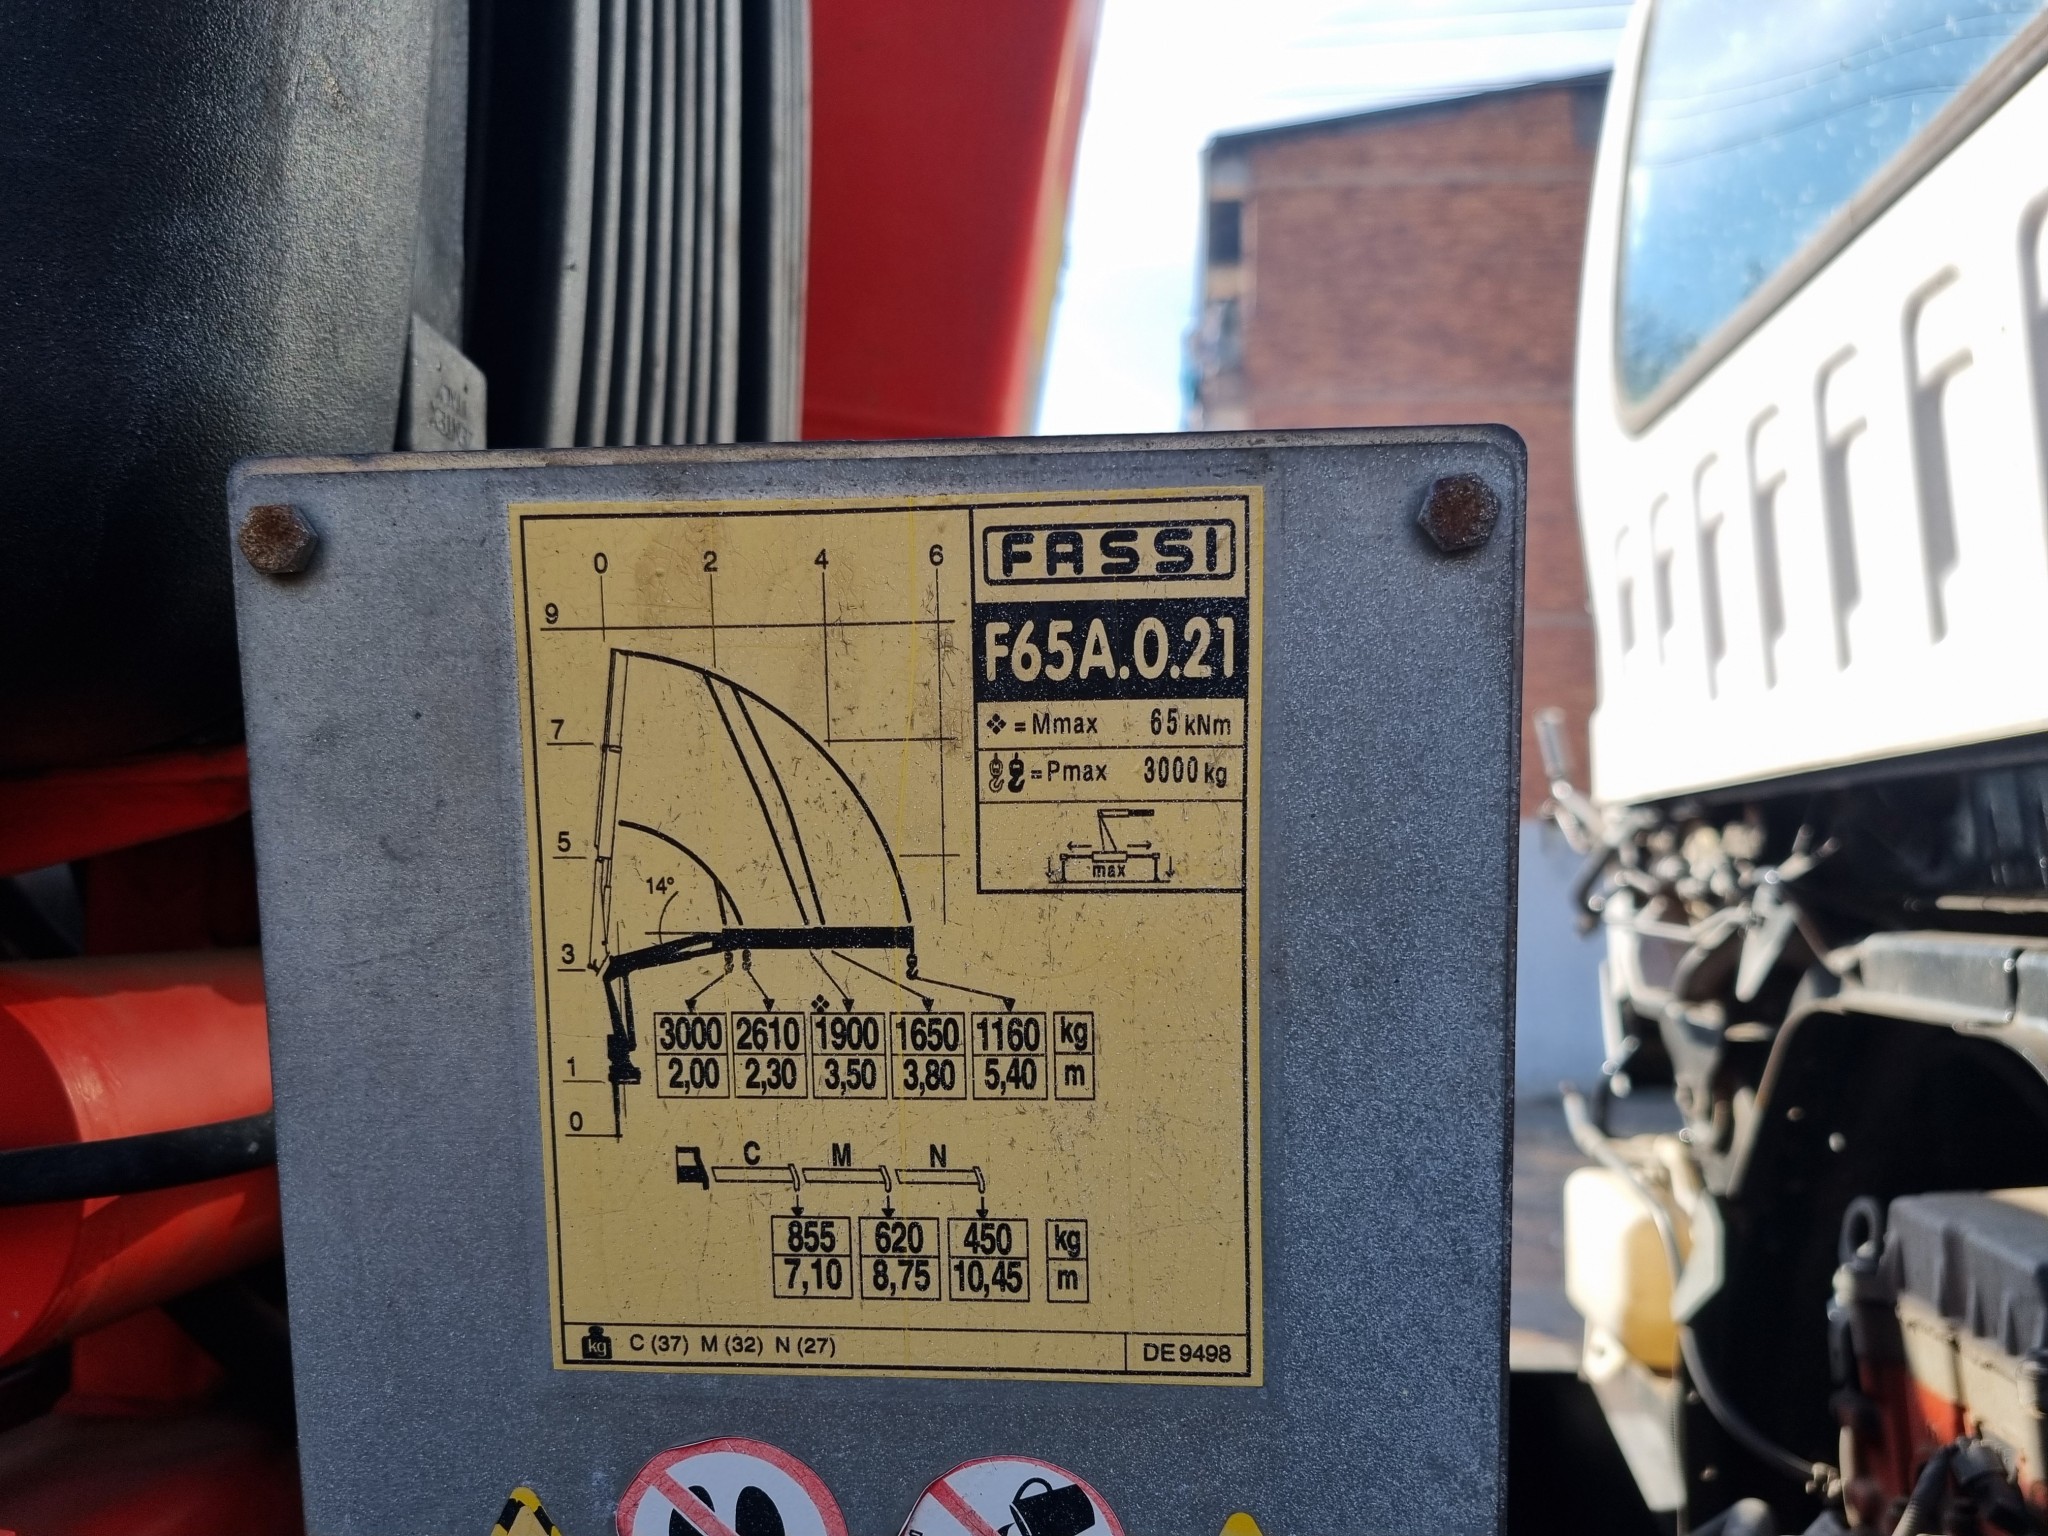 FASSI
F65A.0.21
= Mmax 65 kNm
= Pmax 3000 kg
max
0 2 4 6
9
7
5
14°
3
1
0
3000 2610 1900 1650 1160 kg
2,00 2,30 3,50 3,80 5,40 m
C M N
855 620 450 kg
7,10 8,75 10,45 m
kg C (37) M (32) N (27)
DE 9498